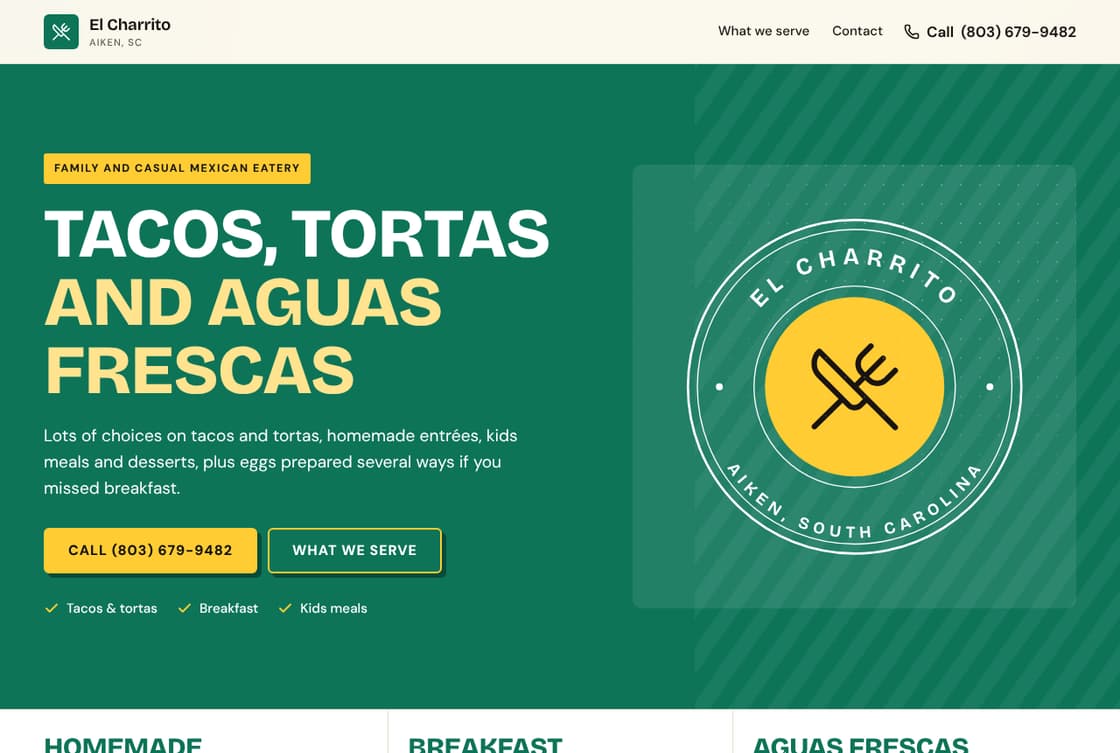 El Charrito
AIKEN, SC
What we serve
Contact
Call (803) 679-9482
FAMILY AND CASUAL MEXICAN EATERY
TACOS, TORTAS
AND AGUAS
FRESCAS
Lots of choices on tacos and tortas, homemade entrées, kids
meals and desserts, plus eggs prepared several ways if you
missed breakfast.
CALL (803) 679-9482
WHAT WE SERVE
Tacos & tortas
Breakfast
Kids meals
EL CHARRITO
AIKEN, SOUTH CAROLINA
HOMEMADE
BREAKFAST
AGUAS FRESCAS